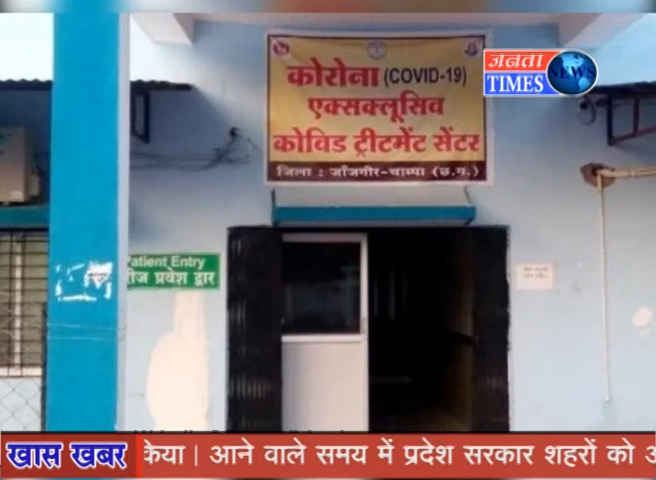 कोरोना (COVID-19)
एक्सक्लूसिव
कोविड ट्रीटमेंट सेंटर
जिला : जाँजगीर-चाम्पा (छ.ग.)
जनता
TIMES NEWS
Patient Entry
प्रवेश द्वार
खास खबर
किया। आने वाले समय में प्रदेश सरकार शहरों को